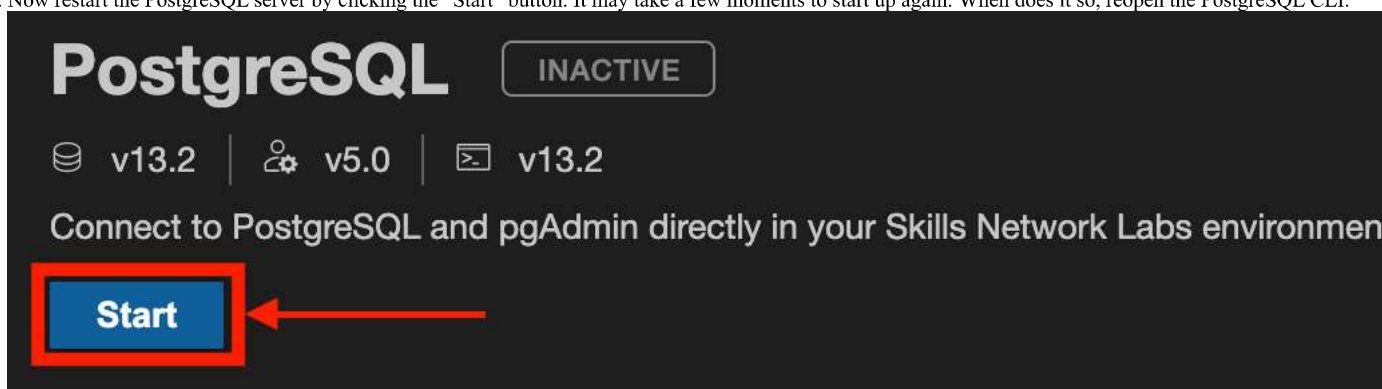 . Now restart the PostgreSQL server by clicking the "Start" button. It may take a few moments to start up again. When does it so, reopen the PostgreSQL CLI.
PostgreSQL INACTIVE
v13.2 v5.0 v13.2
Connect to PostgreSQL and pgAdmin directly in your Skills Network Labs environmen
Start